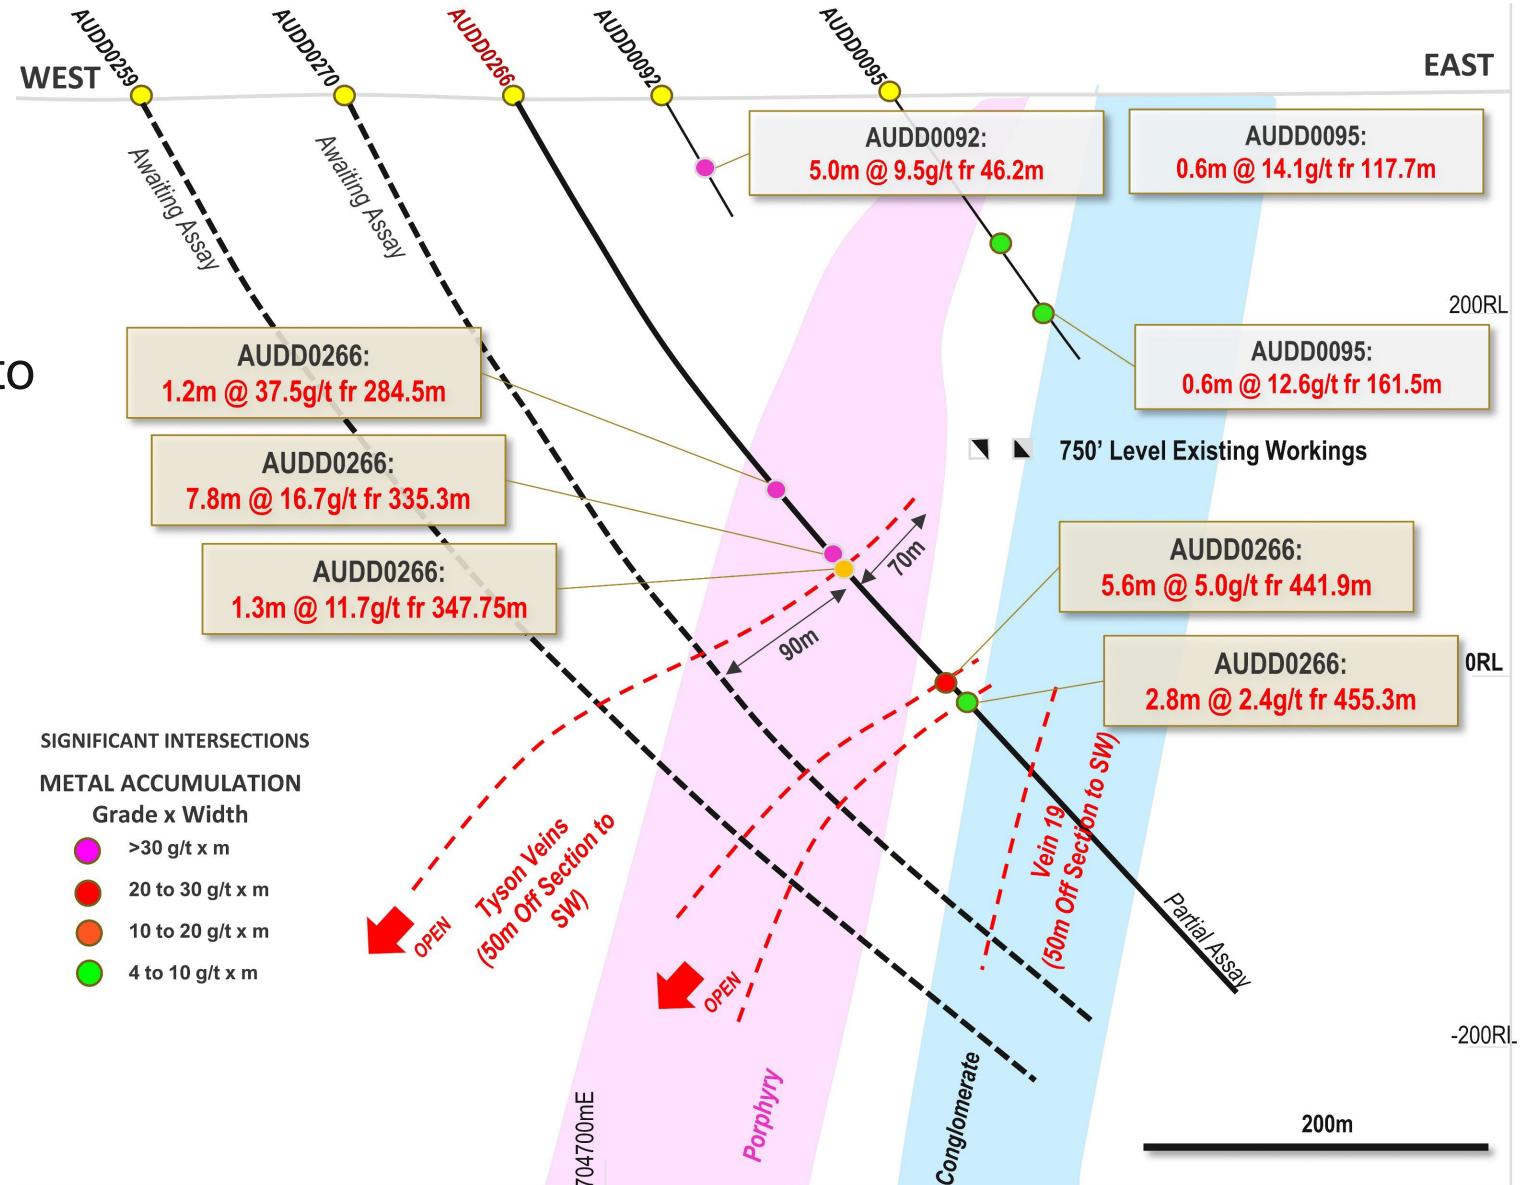 AUDD0259
AUDD0270
AUDD0266
AUDD0092
AUDD0095
WEST
EAST
AUDD0092:
5.0m @ 9.5g/t fr 46.2m
AUDD0095:
0.6m @ 14.1g/t fr 117.7m
Awaiting Assay
Awaiting Assay
200RL
AUDD0095:
0.6m @ 12.6g/t fr 161.5m
to
AUDD0266:
1.2m @ 37.5g/t fr 284.5m
AUDD0266:
7.8m @ 16.7g/t fr 335.3m
AUDD0266:
1.3m @ 11.7g/t fr 347.75m
750' Level Existing Workings
70m
90m
AUDD0266:
5.6m @ 5.0g/t fr 441.9m
AUDD0266:
2.8m @ 2.4g/t fr 455.3m
0RL
SIGNIFICANT INTERSECTIONS
METAL ACCUMULATION
Grade x Width
>30 g/t x m
20 to 30 g/t x m
10 to 20 g/t x m
4 to 10 g/t x m
OPEN
Tyson Veins
(50m Off Section to
SW)
OPEN
Vein 19
(50m Off Section to SW)
Partial Assay
-200RL
704700mE
Porphyry
Conglomerate
200m